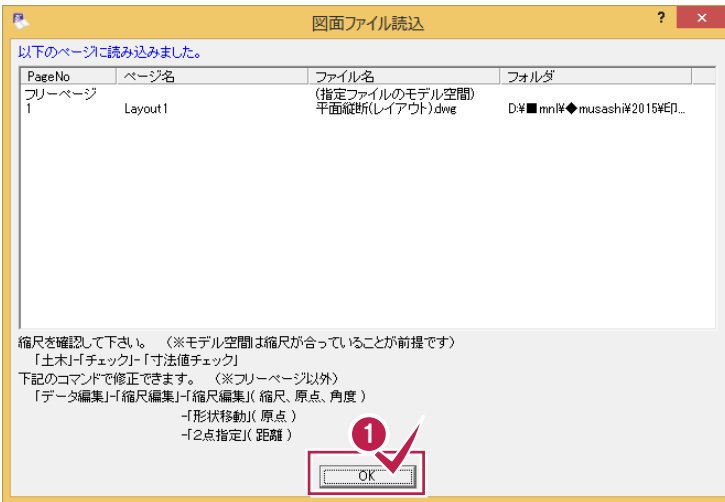 図面ファイル読込
? ×
以下のページに読み込みました。
PageNo ページ名 ファイル名 フォルダ
フリーページ (指定ファイルのモデル空間)
1 Layout1 平面縦断(レイアウト).dwg D:¥■mnl¥◆musashi¥2015¥印...
縮尺を確認して下さい。 (※モデル空間は縮尺が合っていることが前提です)
「土木」-「チェック」-「寸法値チェック」
下記のコマンドで修正できます。 (※フリーページ以外)
「データ編集」-「縮尺編集」-「縮尺編集」( 縮尺、原点、角度 )
-「形状移動」( 原点 )
-「2点指定」( 距離 )
1
OK